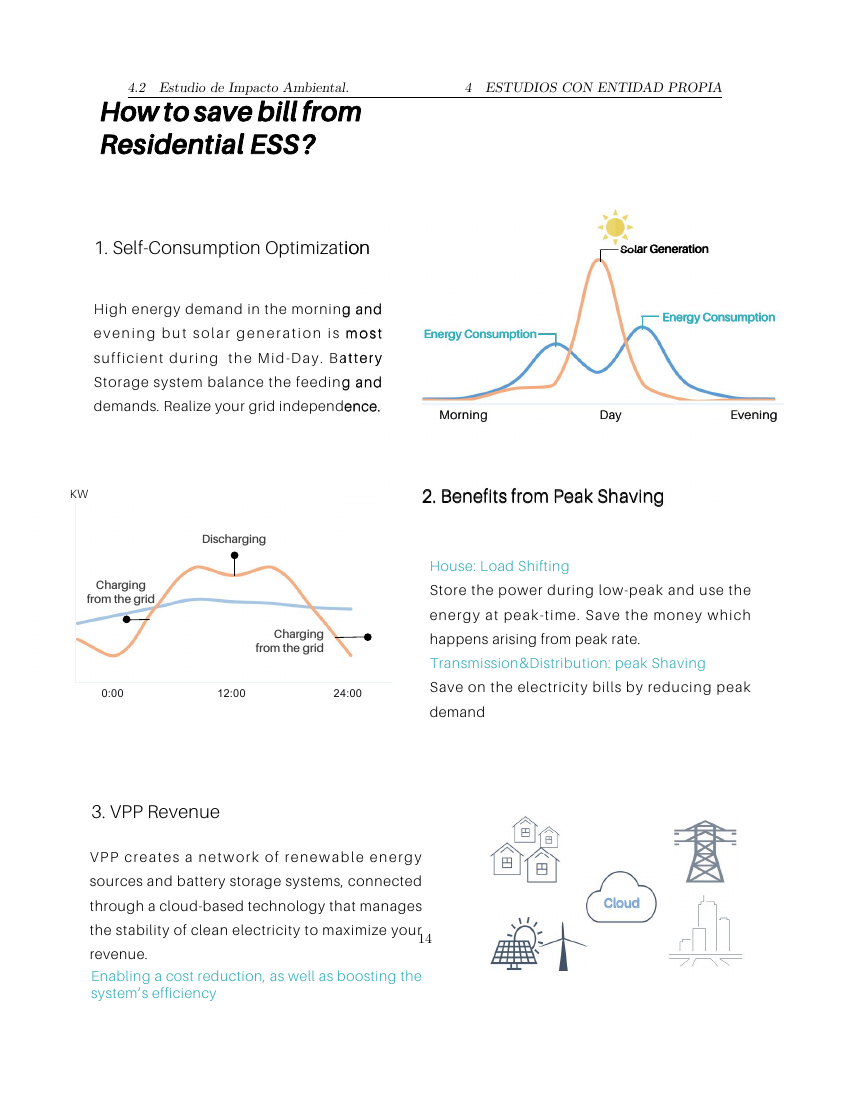 4.2 Estudio de Impacto Ambiental. 4 ESTUDIOS CON ENTIDAD PROPIA
How to save bill from
Residential ESS?
1. Self-Consumption Optimization
High energy demand in the morning and
evening but solar generation is most
sufficient during the Mid-Day. Battery
Storage system balance the feeding and
demands. Realize your grid independence.
Solar Generation
Energy Consumption
Energy Consumption
Morning Day Evening
KW
Discharging
Charging
from the grid
Charging
from the grid
0:00 12:00 24:00
2. Benefits from Peak Shaving
House: Load Shifting
Store the power during low-peak and use the
energy at peak-time. Save the money which
happens arising from peak rate.
Transmission&Distribution: peak Shaving
Save on the electricity bills by reducing peak
demand
3. VPP Revenue
VPP creates a network of renewable energy
sources and battery storage systems, connected
through a cloud-based technology that manages
the stability of clean electricity to maximize your
revenue.
Enabling a cost reduction, as well as boosting the
system's efficiency
Cloud
14